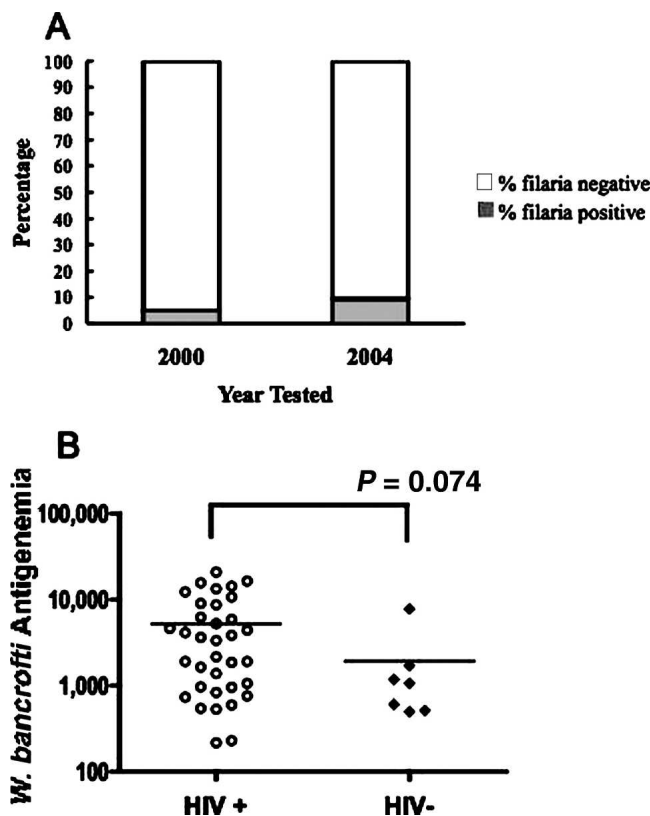 A
100
90
80
70
60
50
40
30
20
10
0
Percentage
2000 2004
Year Tested
% filaria negative
% filaria positive
B
P = 0.074
100,000
10,000
1,000
100
W. bancrofti Antigenemia
HIV + HIV-